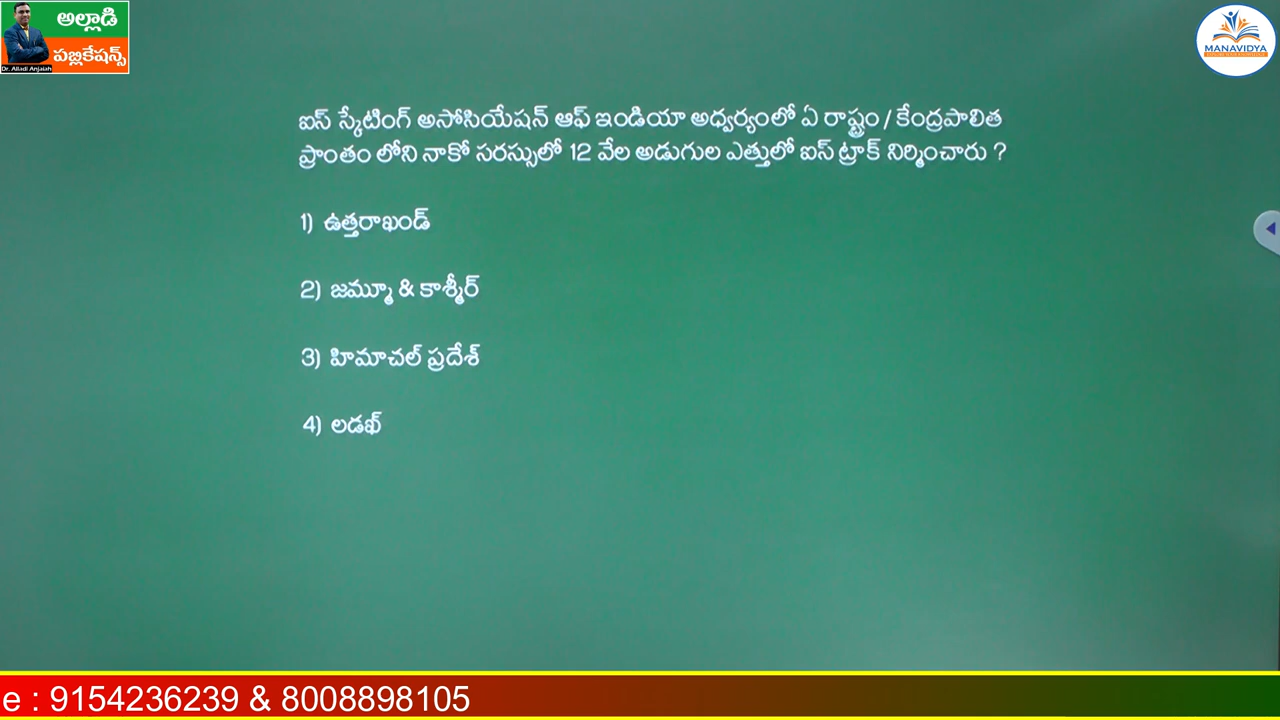 అల్లాడి
పబ్లికేషన్స్
Dr. Alladi Anjaiah
MANAVIDYA
ఐస్ స్కేటింగ్ అసోసియేషన్ ఆఫ్ ఇండియా అధ్వర్యంలో ఏ రాష్ట్రం / కేంద్రపాలిత
ప్రాంతం లోని నాకో సరస్సులో 12 వేల అడుగుల ఎత్తులో ఐస్ ట్రాక్ నిర్మించారు ?
1) ఉత్తరాఖండ్
2) జమ్మూ & కాశ్మీర్
3) హిమాచల్ ప్రదేశ్
4) లడఖ్
e : 9154236239 & 8008898105